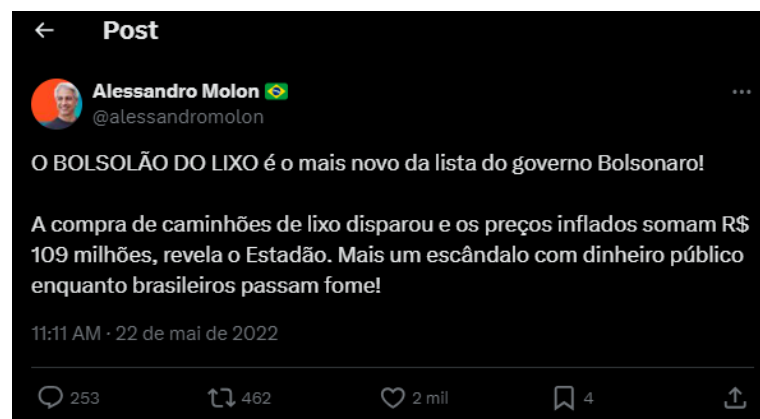 Post
Alessandro Molon 🇧🇷
@alessandromolon
O BOLSOLÃO DO LIXO é o mais novo da lista do governo Bolsonaro!
A compra de caminhões de lixo disparou e os preços inflados somam R$
109 milhões, revela o Estadão. Mais um escândalo com dinheiro público
enquanto brasileiros passam fome!
11:11 AM · 22 de mai de 2022
253 462 2 mil 4